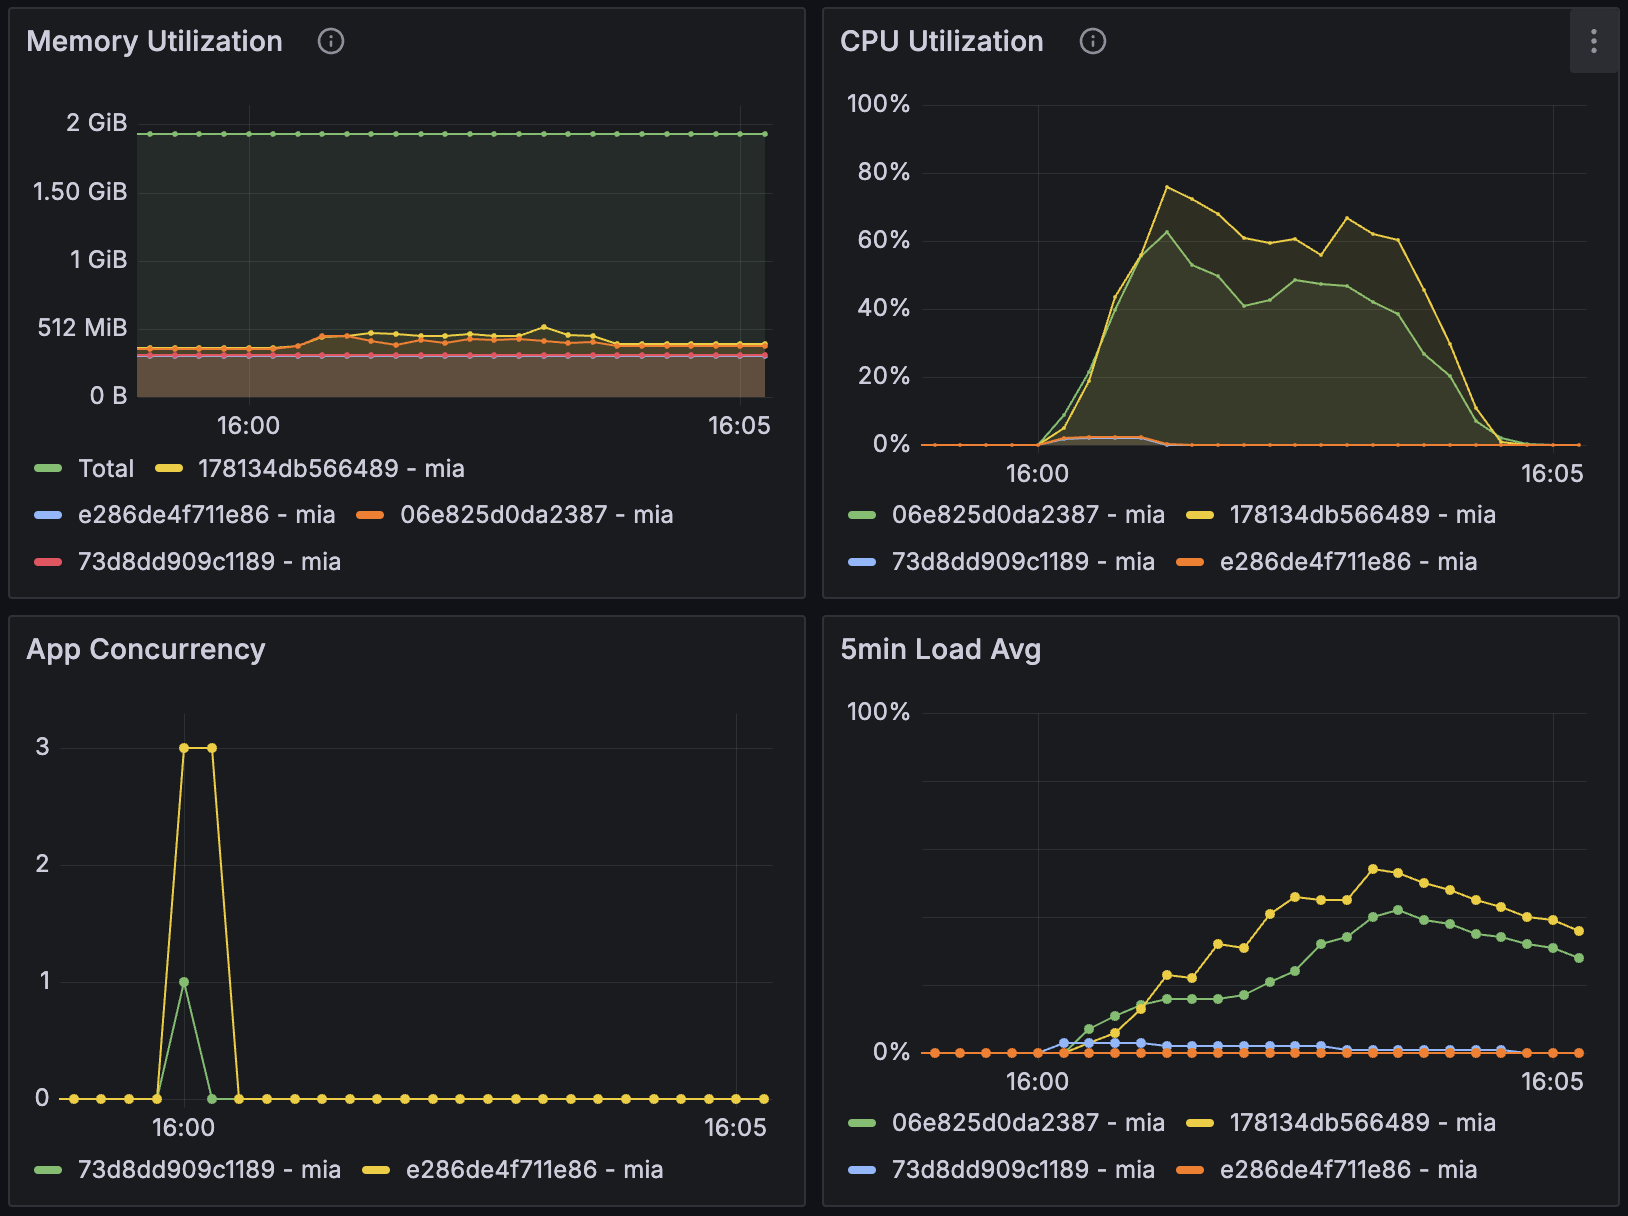 Memory Utilization
2 GiB
1.50 GiB
1 GiB
512 MiB
0 B
16:00 16:05
Total 178134db566489 - mia
e286de4f711e86 - mia 06e825d0da2387 - mia
73d8dd909c1189 - mia
CPU Utilization
100%
80%
60%
40%
20%
0%
16:00 16:05
06e825d0da2387 - mia 178134db566489 - mia
73d8dd909c1189 - mia e286de4f711e86 - mia
App Concurrency
3
2
1
0
16:00 16:05
73d8dd909c1189 - mia e286de4f711e86 - mia
5min Load Avg
100%
0%
16:00 16:05
06e825d0da2387 - mia 178134db566489 - mia
73d8dd909c1189 - mia e286de4f711e86 - mia